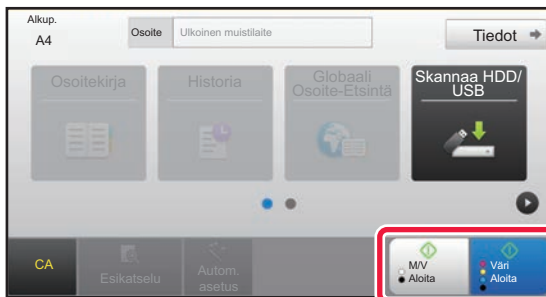 Alkup.
A4
Osoite
Ulkoinen muistilaite
Tiedot
Osoitekirja
Historia
Globaali
Osoite-Etsintä
Skannaa HDD/
USB
CA
Esikatselu
Autom.
asetus
M/V
Aloita
Väri
Aloita